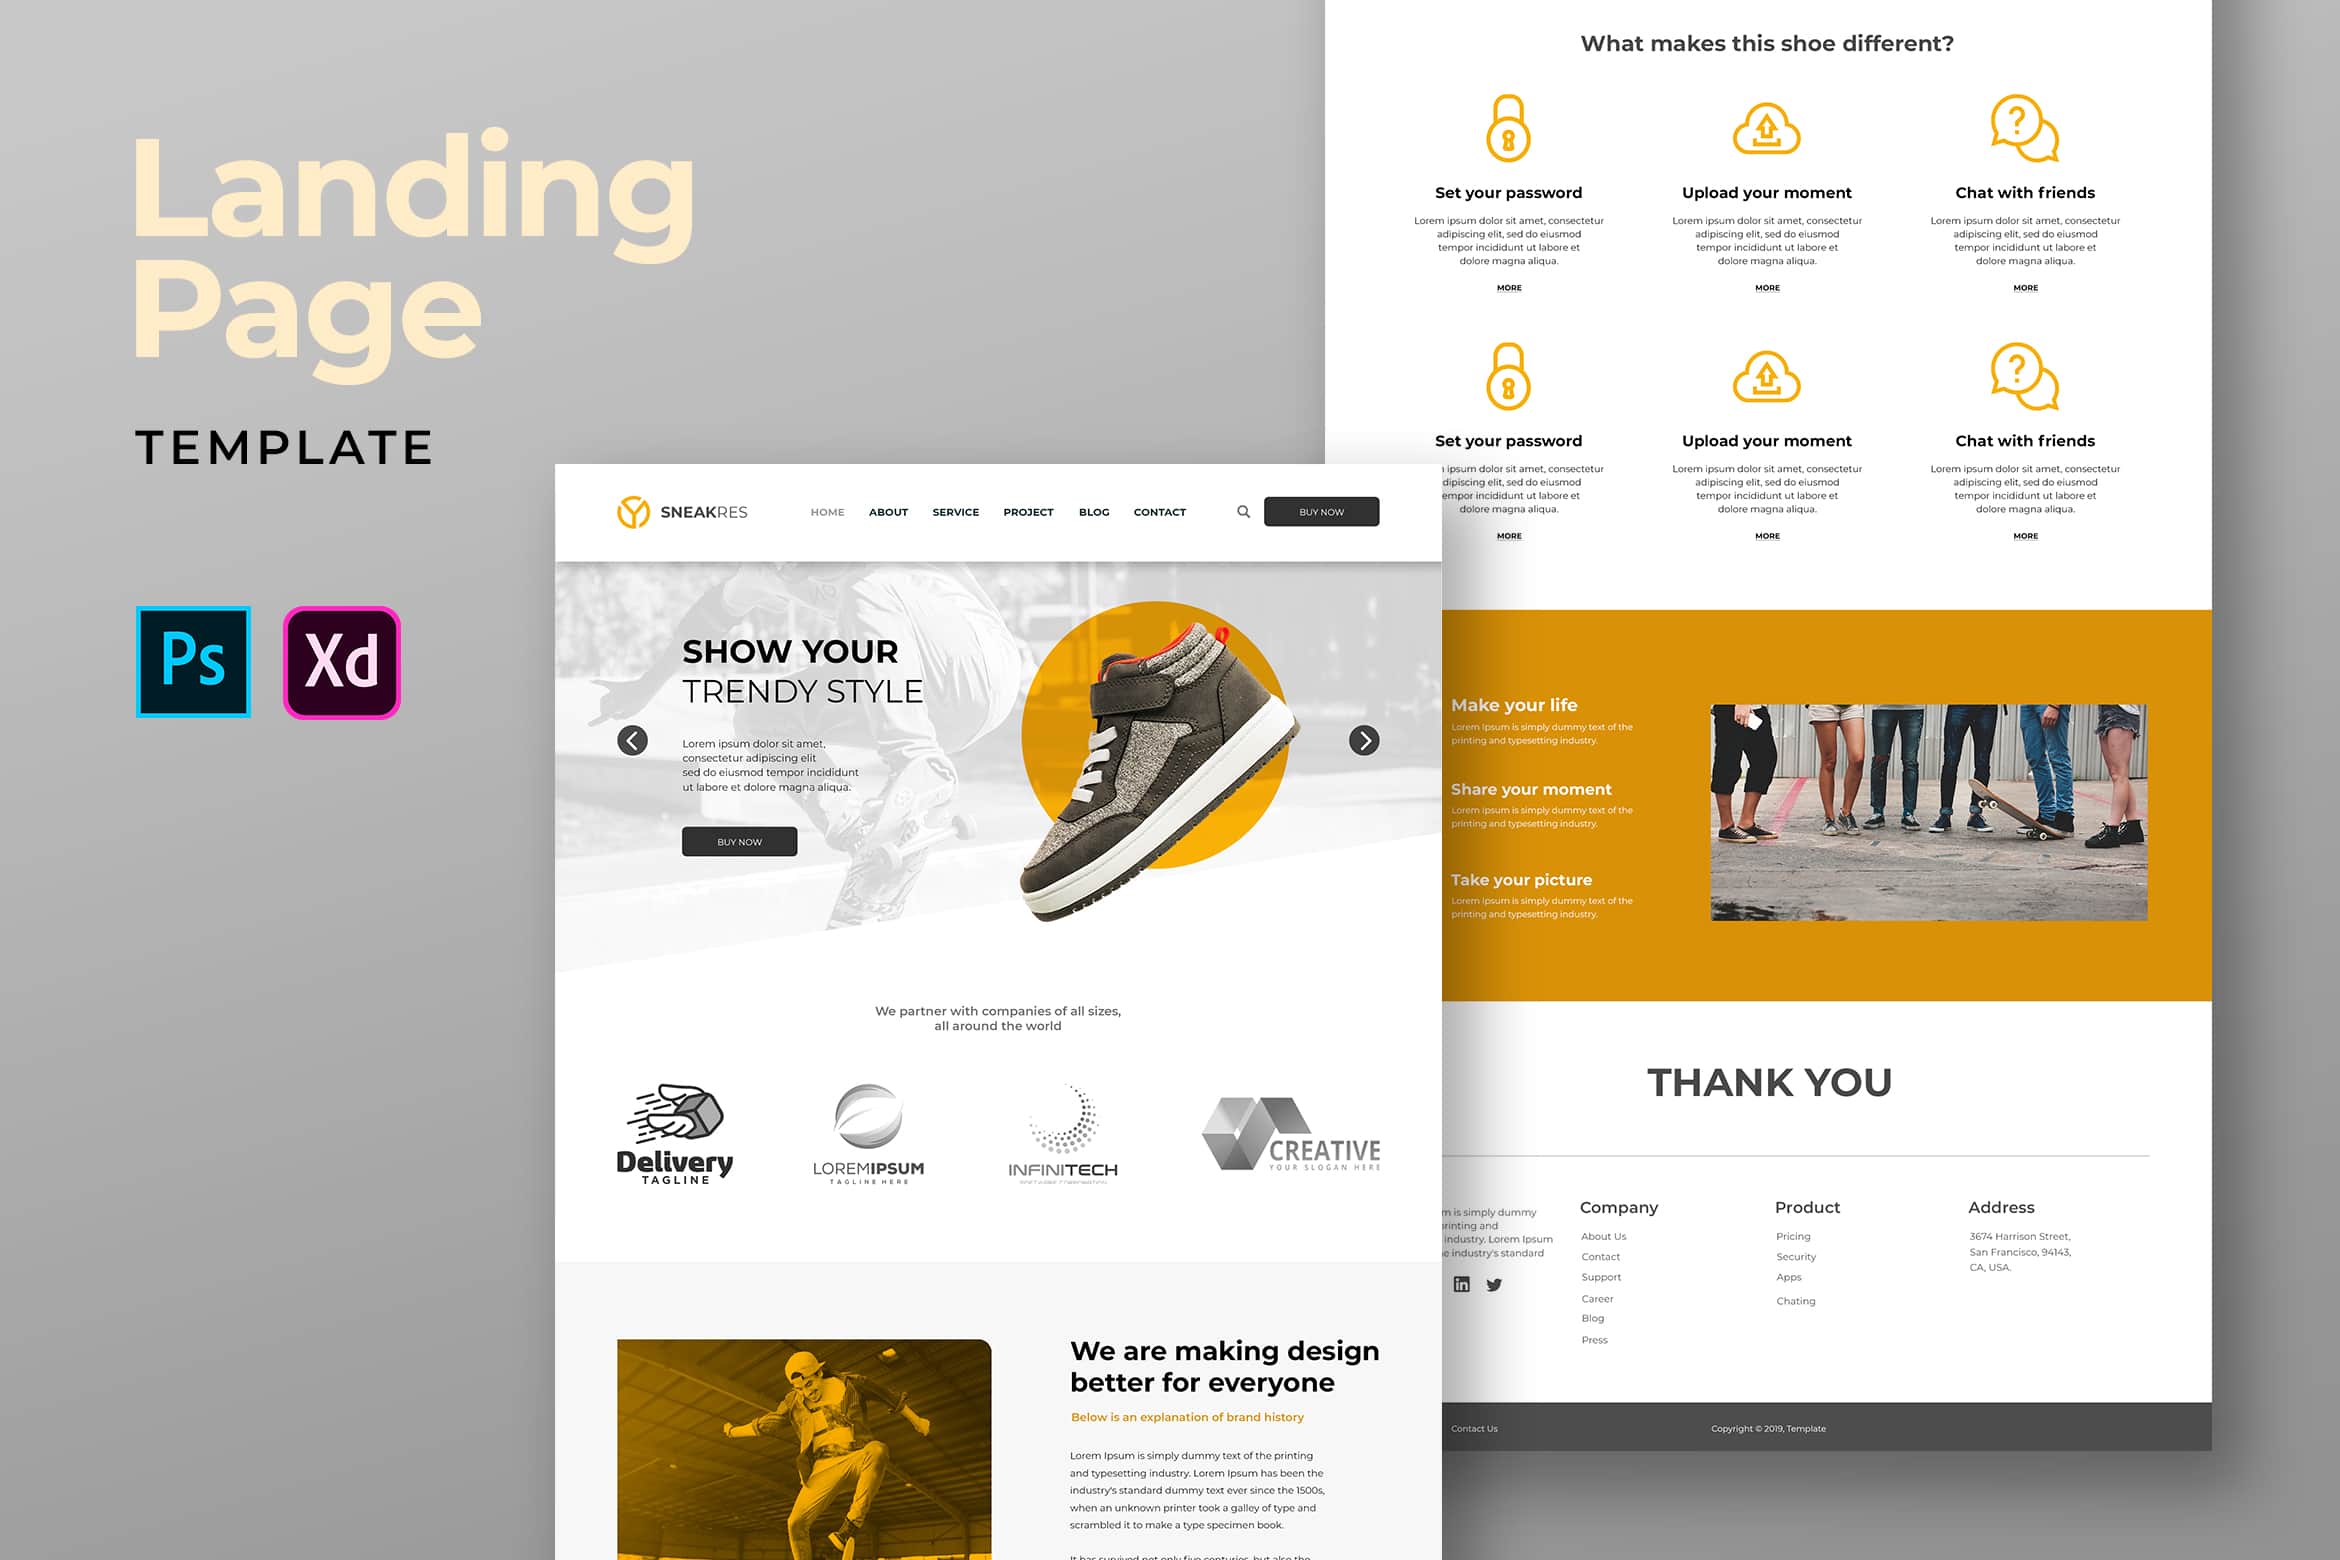 Landing
Page
TEMPLATE
Ps
Xd
SNEAKRES
HOME
ABOUT
SERVICE
PROJECT
BLOG
CONTACT
BUY NOW
SHOW YOUR
TRENDY STYLE
Lorem ipsum dolor sit amet,
consectetur adipiscing elit
sed do eiusmod tempor incididunt
ut labore et dolore magna aliqua.
BUY NOW
We partner with companies of all sizes,
all around the world
Delivery
TAGLINE
LOREMIPSUM
TAGLINE HERE
INFINITECH
CREATIVE
YOUR SLOGAN HERE
We are making design
better for everyone
Below is an explanation of brand history
Lorem Ipsum is simply dummy text of the printing
and typesetting industry. Lorem Ipsum has been the
industry's standard dummy text ever since the 1500s,
when an unknown printer took a galley of type and
scrambled it to make a type specimen book.
It has survived not only five centuries, but also the
What makes this shoe different?
Set your password
Lorem ipsum dolor sit amet, consectetur
adipiscing elit, sed do eiusmod
tempor incididunt ut labore et
dolore magna aliqua.
MORE
Upload your moment
Lorem ipsum dolor sit amet, consectetur
adipiscing elit, sed do eiusmod
tempor incididunt ut labore et
dolore magna aliqua.
MORE
Chat with friends
Lorem ipsum dolor sit amet, consectetur
adipiscing elit, sed do eiusmod
tempor incididunt ut labore et
dolore magna aliqua.
MORE
Set your password
ipsum dolor sit amet, consectetur
dipiscing elit, sed do eiusmod
empor incididunt ut labore et
dolore magna aliqua.
MORE
Upload your moment
Lorem ipsum dolor sit amet, consectetur
adipiscing elit, sed do eiusmod
tempor incididunt ut labore et
dolore magna aliqua.
MORE
Chat with friends
Lorem ipsum dolor sit amet, consectetur
adipiscing elit, sed do eiusmod
tempor incididunt ut labore et
dolore magna aliqua.
MORE
Make your life
Lorem Ipsum is simply dummy text of the
printing and typesetting industry.
Share your moment
Lorem Ipsum is simply dummy text of the
printing and typesetting industry.
Take your picture
Lorem Ipsum is simply dummy text of the
printing and typesetting industry.
THANK YOU
m is simply dummy
rinting and
industry. Lorem Ipsum
e industry's standard
in
Company
About Us
Contact
Support
Career
Blog
Press
Product
Pricing
Security
Apps
Chating
Address
3674 Harrison Street,
San Francisco, 94143,
CA, USA.
Contact Us
Copyright © 2019, Template